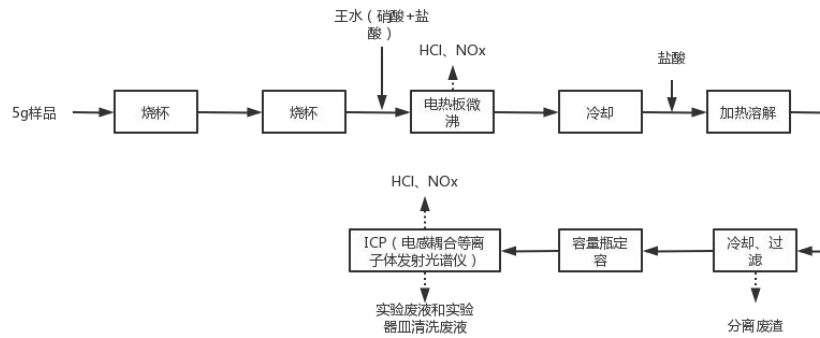 王水（硝酸+盐
酸）
HCl、NOx
盐酸
5g样品
烧杯
烧杯
电热板微
沸
冷却
加热溶解
HCl、NOx
ICP（电感耦合等离
子体发射光谱仪）
容量瓶定
容
冷却、过
滤
实验废液和实验
器皿清洗废液
分离废渣